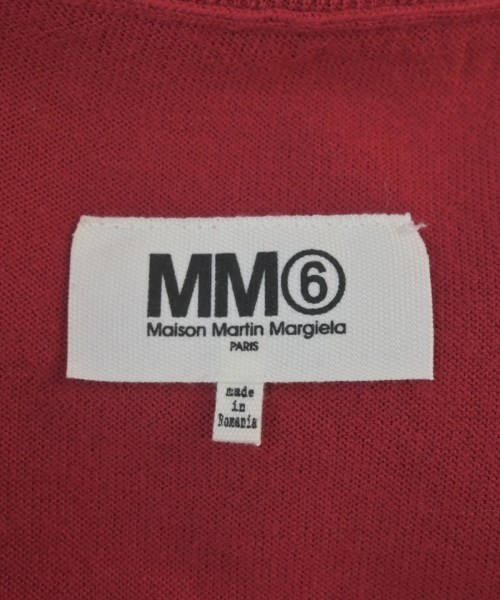 MM⑥
Maison Martin Margiela
PARIS
made
in
Romania